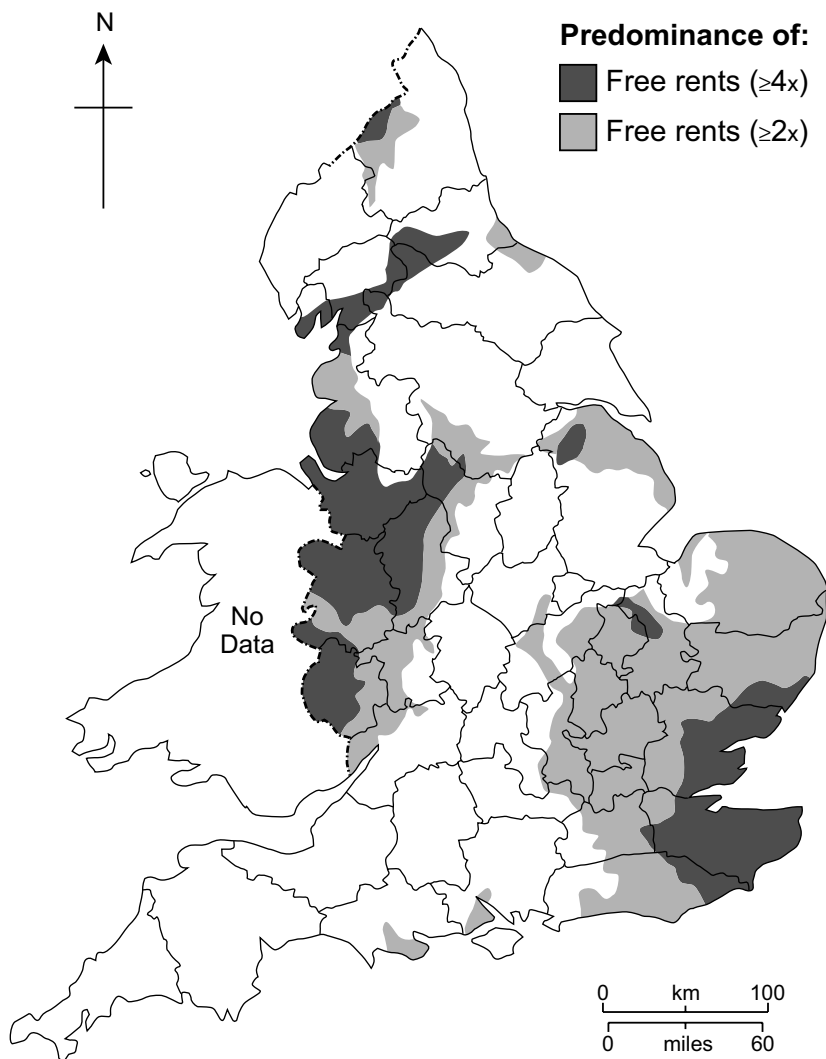 N
Predominance of:
Free rents (≥4x)
Free rents (≥2x)
No
Data
0 km 100
0 miles 60